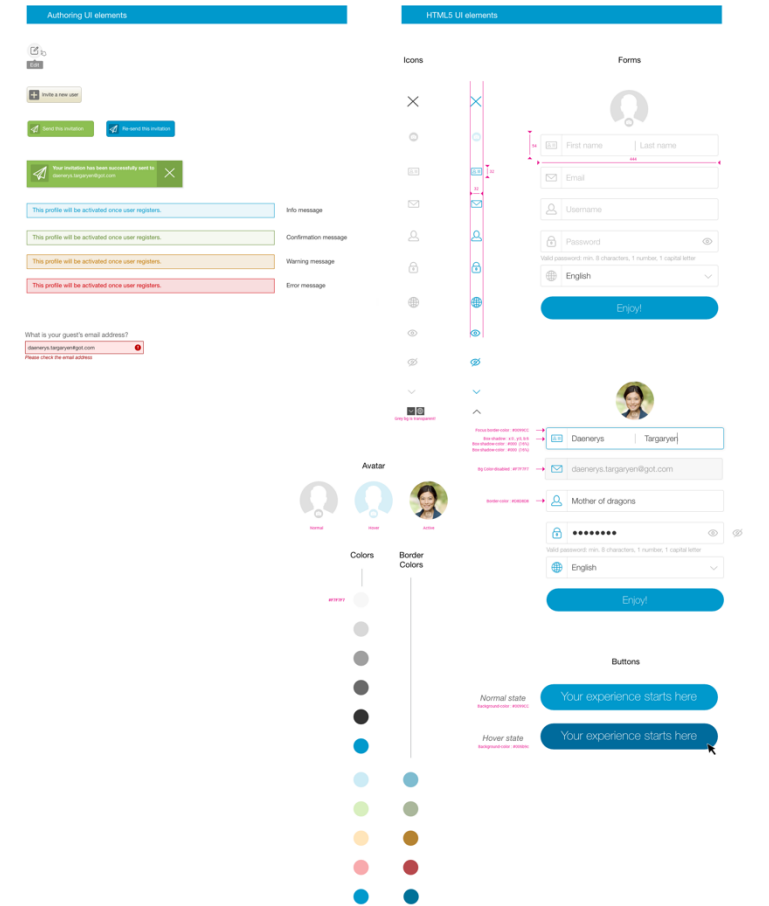 Authoring UI elements
Edit
Invite a new user
Send this invitation
Re-send this invitation
Your invitation has been successfully sent to
daenerys.targaryen@got.com
This profile will be activated once user registers.
Info message
This profile will be activated once user registers.
Confirmation message
This profile will be activated once user registers.
Warning message
This profile will be activated once user registers.
Error message
What is your guest's email address?
daenerys.targaryen#got.com
Please check the email address
HTML5 UI elements
Icons
Forms
First name
Last name
Email
Username
Password
Valid password: min. 8 characters, 1 number, 1 capital letter
English
Enjoy!
Daenerys
Targaryen
daenerys.targaryen@got.com
Mother of dragons
Valid password: min. 8 characters, 1 number, 1 capital letter
English
Enjoy!
Avatar
Normal
Hover
Active
Colors
Border
Colors
#F7F7F7
Buttons
Normal state
Your experience starts here
Hover state
Your experience starts here